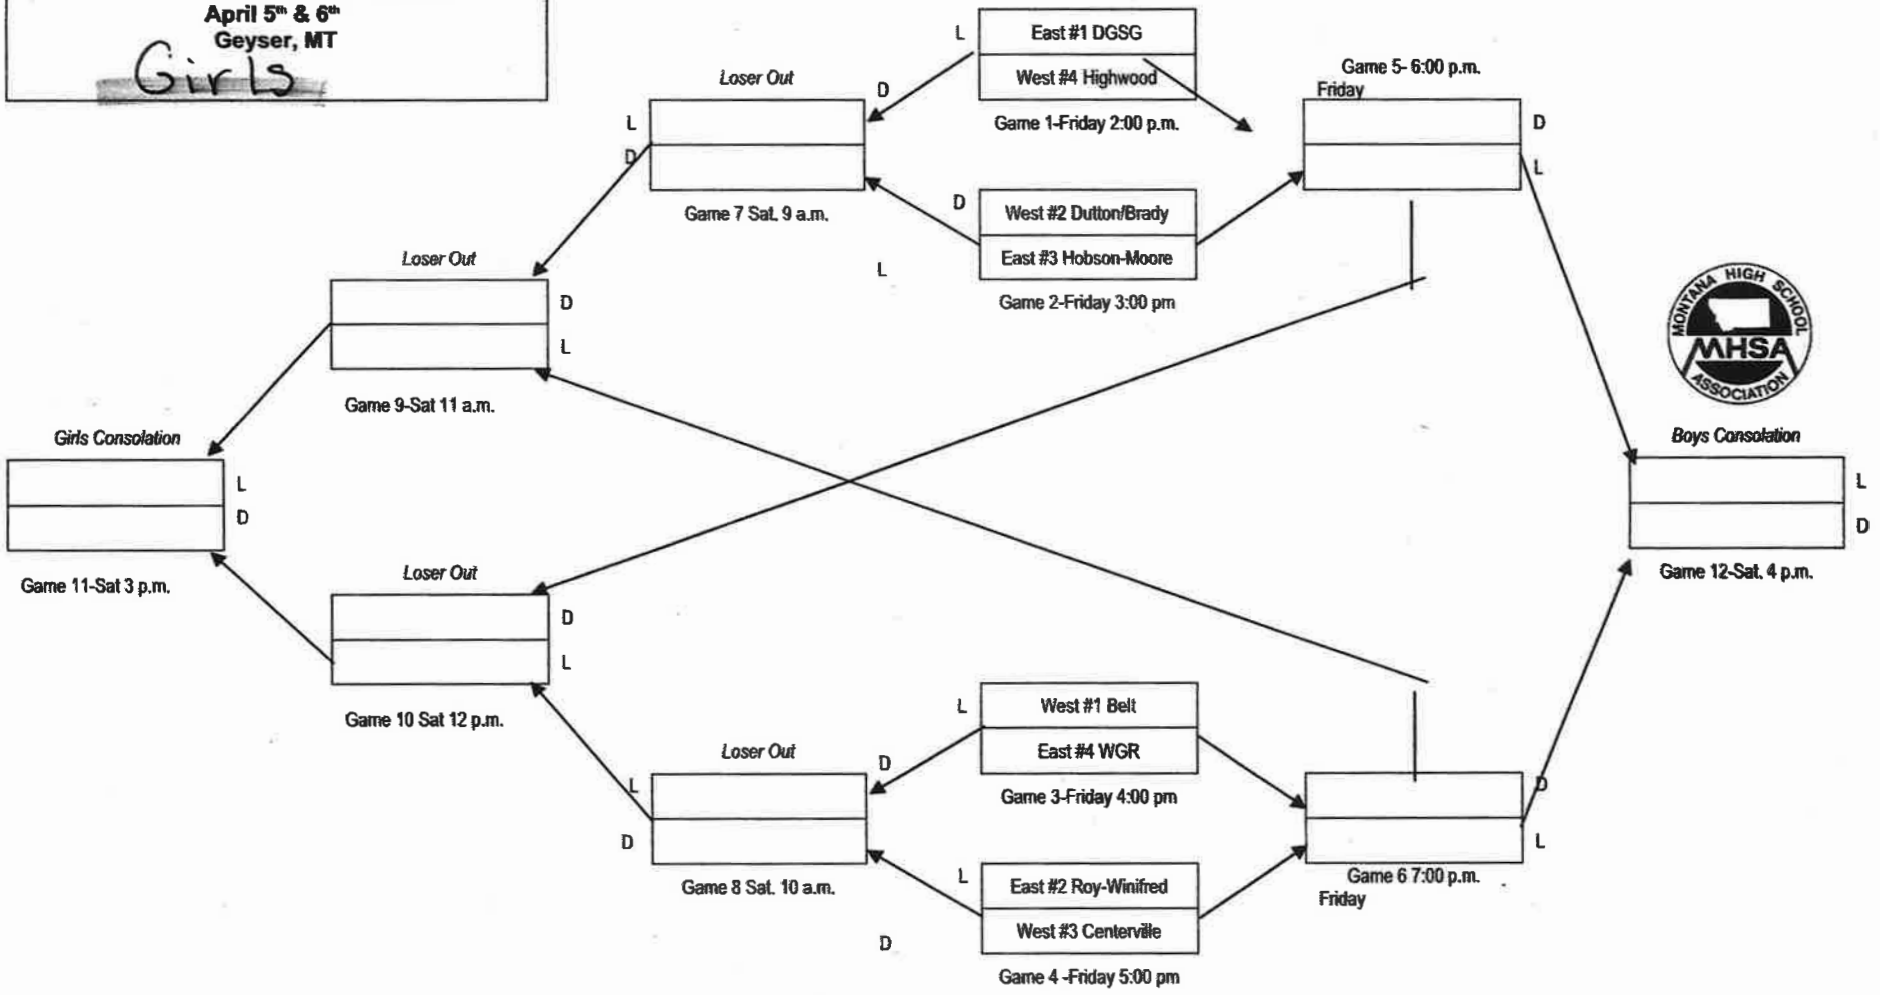 April 5th & 6th
Geyser, MT
Girls
L
East #1 DGSG
West #4 Highwood
Game 1-Friday 2:00 p.m.
Loser Out
D
L
D
Game 7 Sat. 9 a.m.
Game 5- 6:00 p.m.
Friday
D
L
D
West #2 Dutton/Brady
East #3 Hobson-Moore
L
Game 2-Friday 3:00 pm
Loser Out
D
L
Game 9-Sat 11 a.m.
MONTANA HIGH SCHOOL
MHSA
ASSOCIATION
Girls Consolation
L
D
Game 11-Sat 3 p.m.
Boys Consolation
L
D
Game 12-Sat. 4 p.m.
Loser Out
D
L
Game 10 Sat 12 p.m.
L
West #1 Belt
East #4 WGR
Game 3-Friday 4:00 pm
Loser Out
D
L
D
Game 8 Sat. 10 a.m.
D
L
Game 6 7:00 p.m.
Friday
L
East #2 Roy-Winifred
West #3 Centerville
D
Game 4 -Friday 5:00 pm